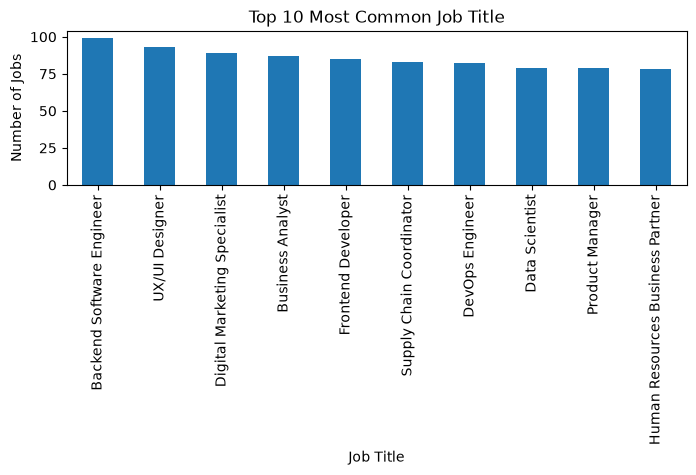 Top 10 Most Common Job Title
Number of Jobs
100
75
50
25
0
Backend Software Engineer
UX/UI Designer
Digital Marketing Specialist
Business Analyst
Frontend Developer
Supply Chain Coordinator
DevOps Engineer
Data Scientist
Product Manager
Human Resources Business Partner
Job Title